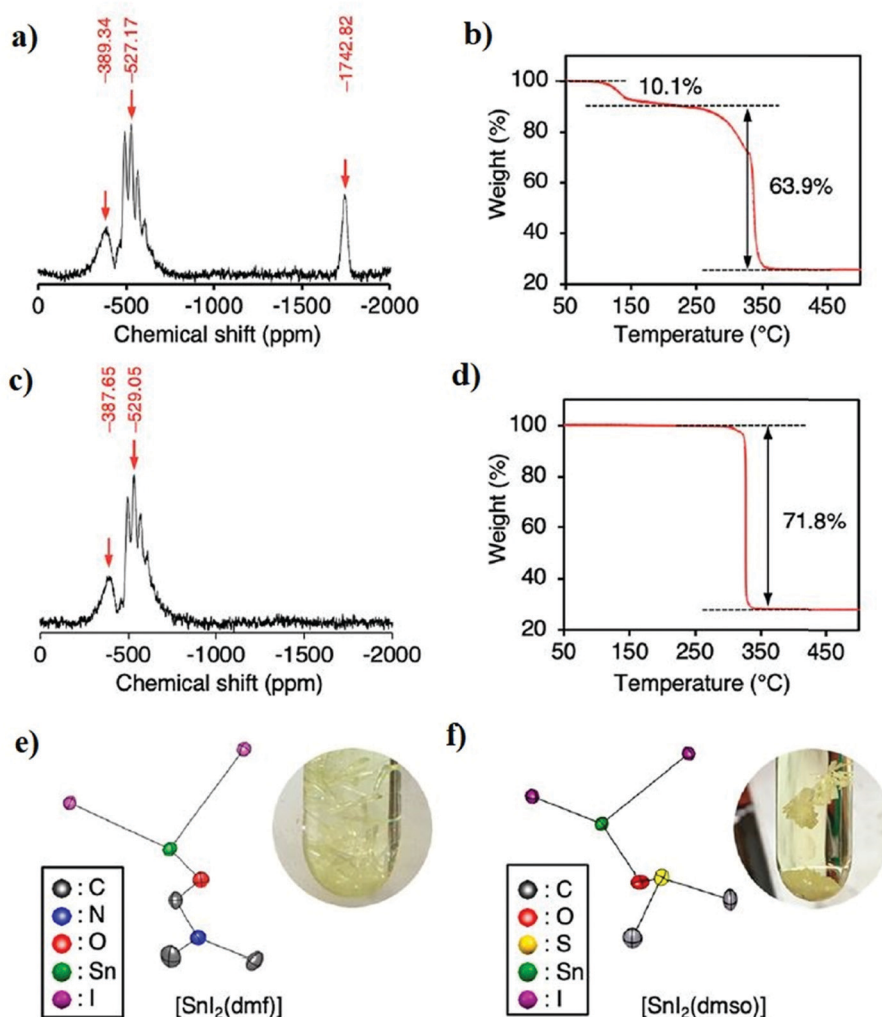 a)
−389.34
−527.17
−1742.82
0
-500
-1000
-1500
-2000
Chemical shift (ppm)
b)
100
80
60
40
20
10.1%
63.9%
Weight (%)
50
150
250
350
450
Temperature (°C)
c)
−387.65
−529.05
0
-500
-1000
-1500
-2000
Chemical shift (ppm)
d)
100
80
60
40
20
71.8%
Weight (%)
50
150
250
350
450
Temperature (°C)
e)
: C
: N
: O
: Sn
: I
[SnI₂(dmf)]
f)
: C
: O
: S
: Sn
: I
[SnI₂(dmso)]